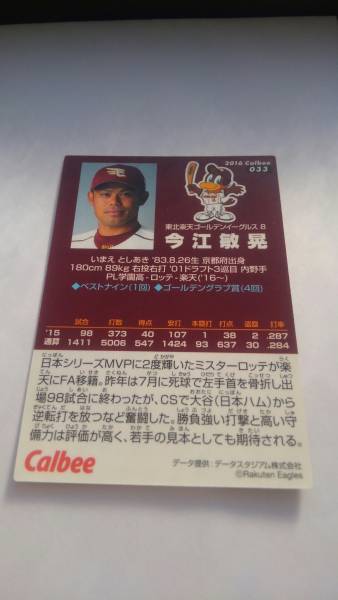 2016 Calbee
033
東北楽天ゴールデンイーグルス 8
今江敏晃
いまえ としあき '83.8.26生 京都府出身
180cm 89kg 右投右打 '01ドラフト3巡目 内野手
PL学園高-ロッテ-楽天('16~)
◆ベストナイン(1回) ◆ゴールデングラブ賞(4回)
試合 打数 得点 安打 本塁打 打点 盗塁 打率
'15 98 373 40 107 1 38 2 .287
通算 1411 5006 547 1424 93 637 30 .284
日本シリーズMVPに2度輝いたミスターロッテが楽
天にFA移籍。昨年は7月に死球で左手首を骨折し出
場98試合に終わったが、CSで大谷(日本ハム)から
逆転打を放つなど奮闘した。勝負強い打撃と高い守
備力は評価が高く、若手の見本としても期待される。
Calbee
データ提供:データスタジアム株式会社
©Rakuten Eagles